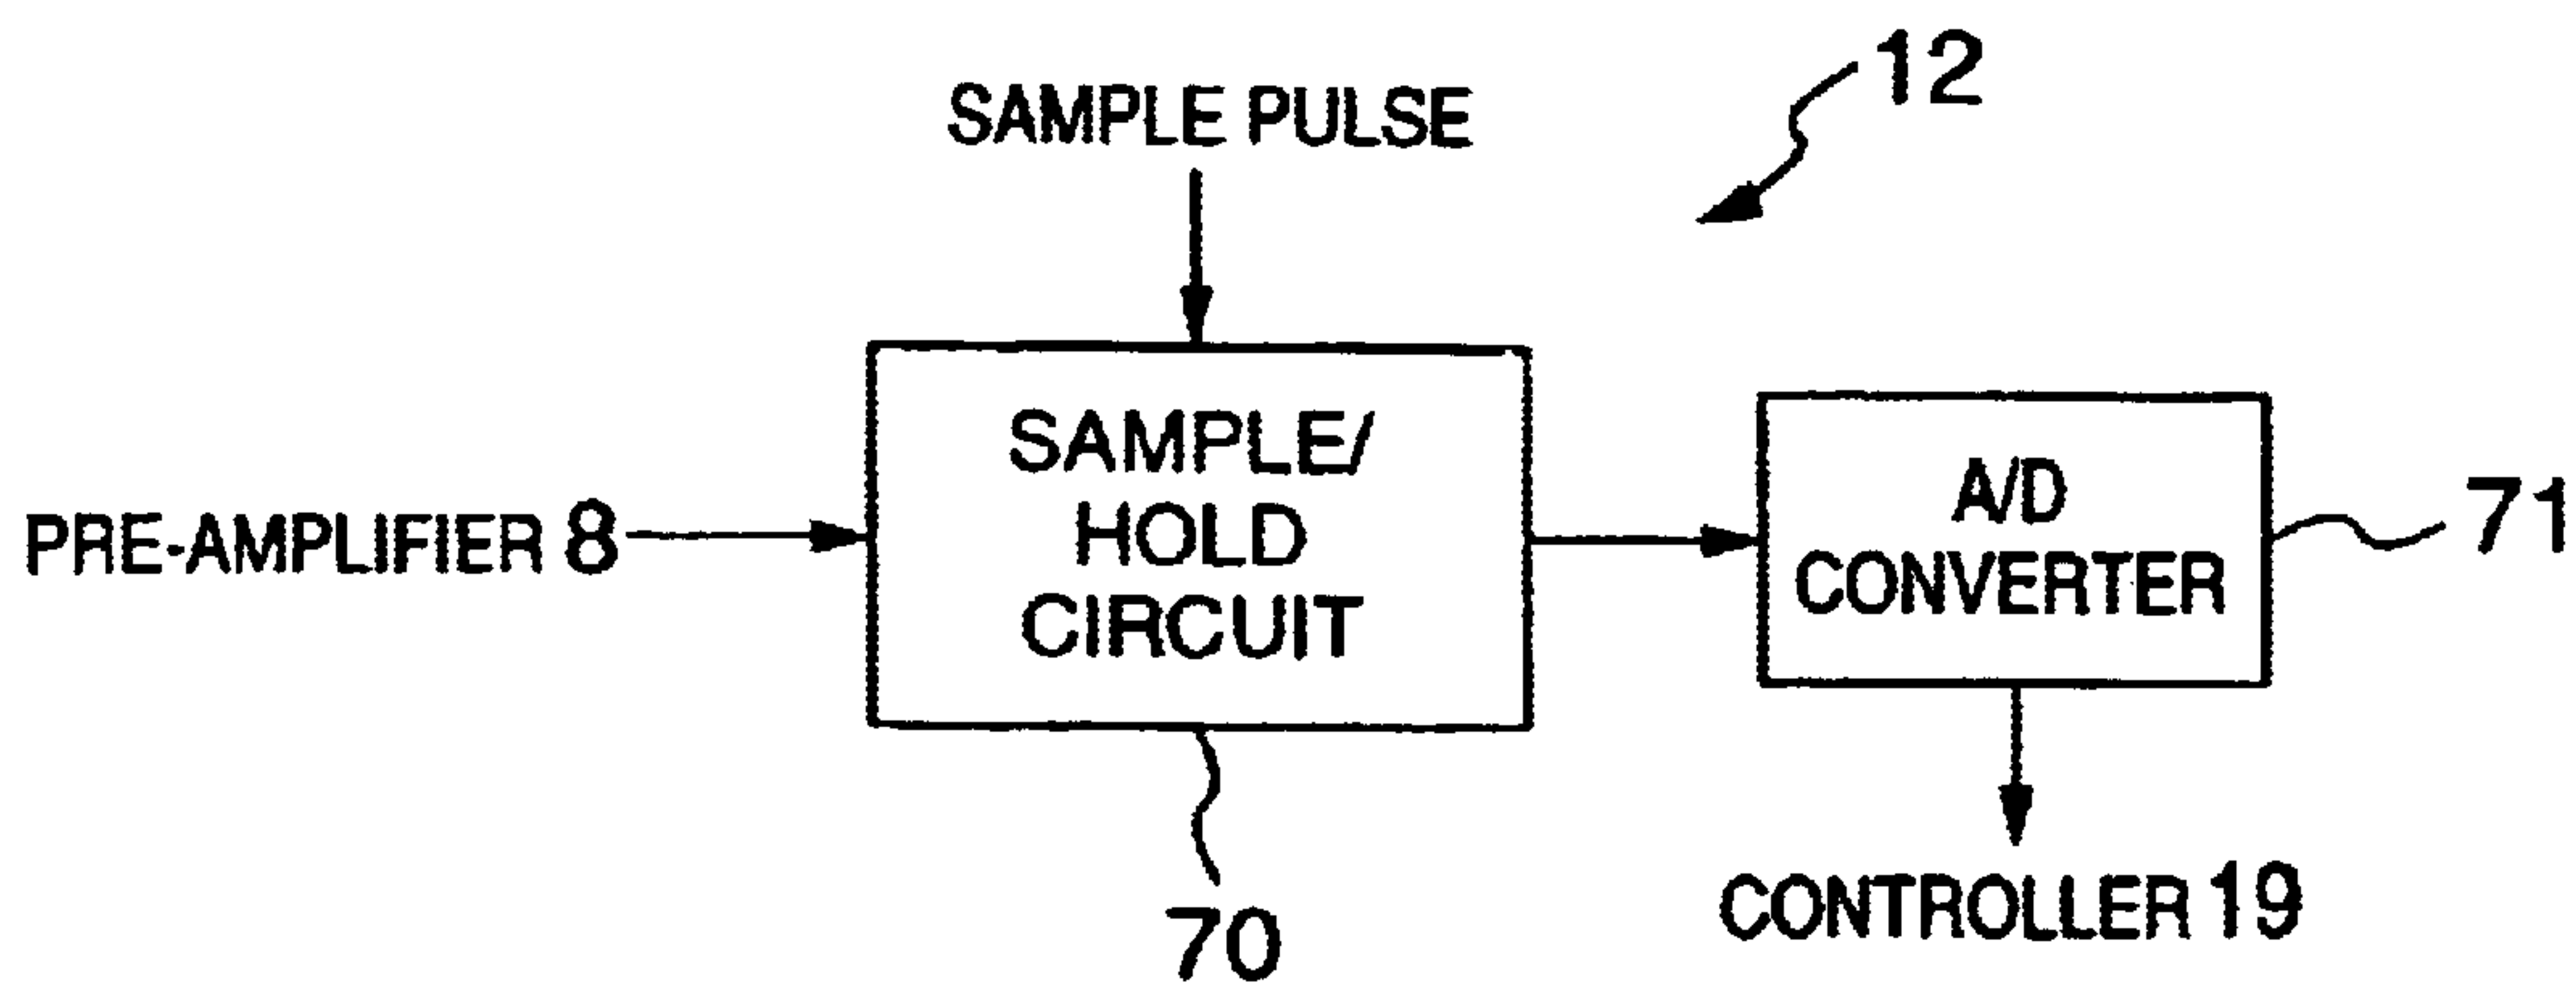 12
SAMPLE PULSE
SAMPLE/
HOLD
CIRCUIT
PRE-AMPLIFIER 8
A/D
CONVERTER
71
70
CONTROLLER 19